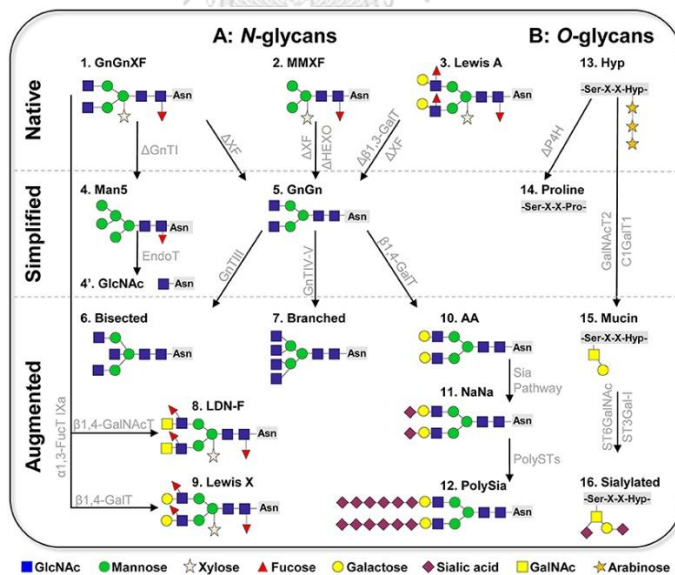 A: N-glycans
B: O-glycans
Native
Simplified
Augmented
1. GnGnXF
Asn
2. MMXF
Asn
3. Lewis A
Asn
13. Hyp
-Ser-X-X-Hyp-
ΔGnTI
ΔXF
ΔXF
ΔHEXO
Δβ1,3-GalT
ΔXF
ΔP4H
4. Man5
Asn
EndoT
4'. GlcNAc
Asn
5. GnGn
Asn
14. Proline
-Ser-X-X-Pro-
GnTIII
GnTIV-V
β1,4-GalT
GalNAcT2
C1GalT1
6. Bisected
Asn
7. Branched
Asn
10. AA
Asn
15. Mucin
-Ser-X-X-Hyp-
Sia
Pathway
α1,3-FucT IXa
β1,4-GalNAcT
8. LDN-F
Asn
11. NaNa
Asn
ST6GalNAc
ST3Gal-I
PolySTs
β1,4-GalT
9. Lewis X
Asn
12. PolySia
Asn
16. Sialylated
-Ser-X-X-Hyp-
GlcNAc Mannose Xylose Fucose Galactose Sialic acid GalNAc Arabinose